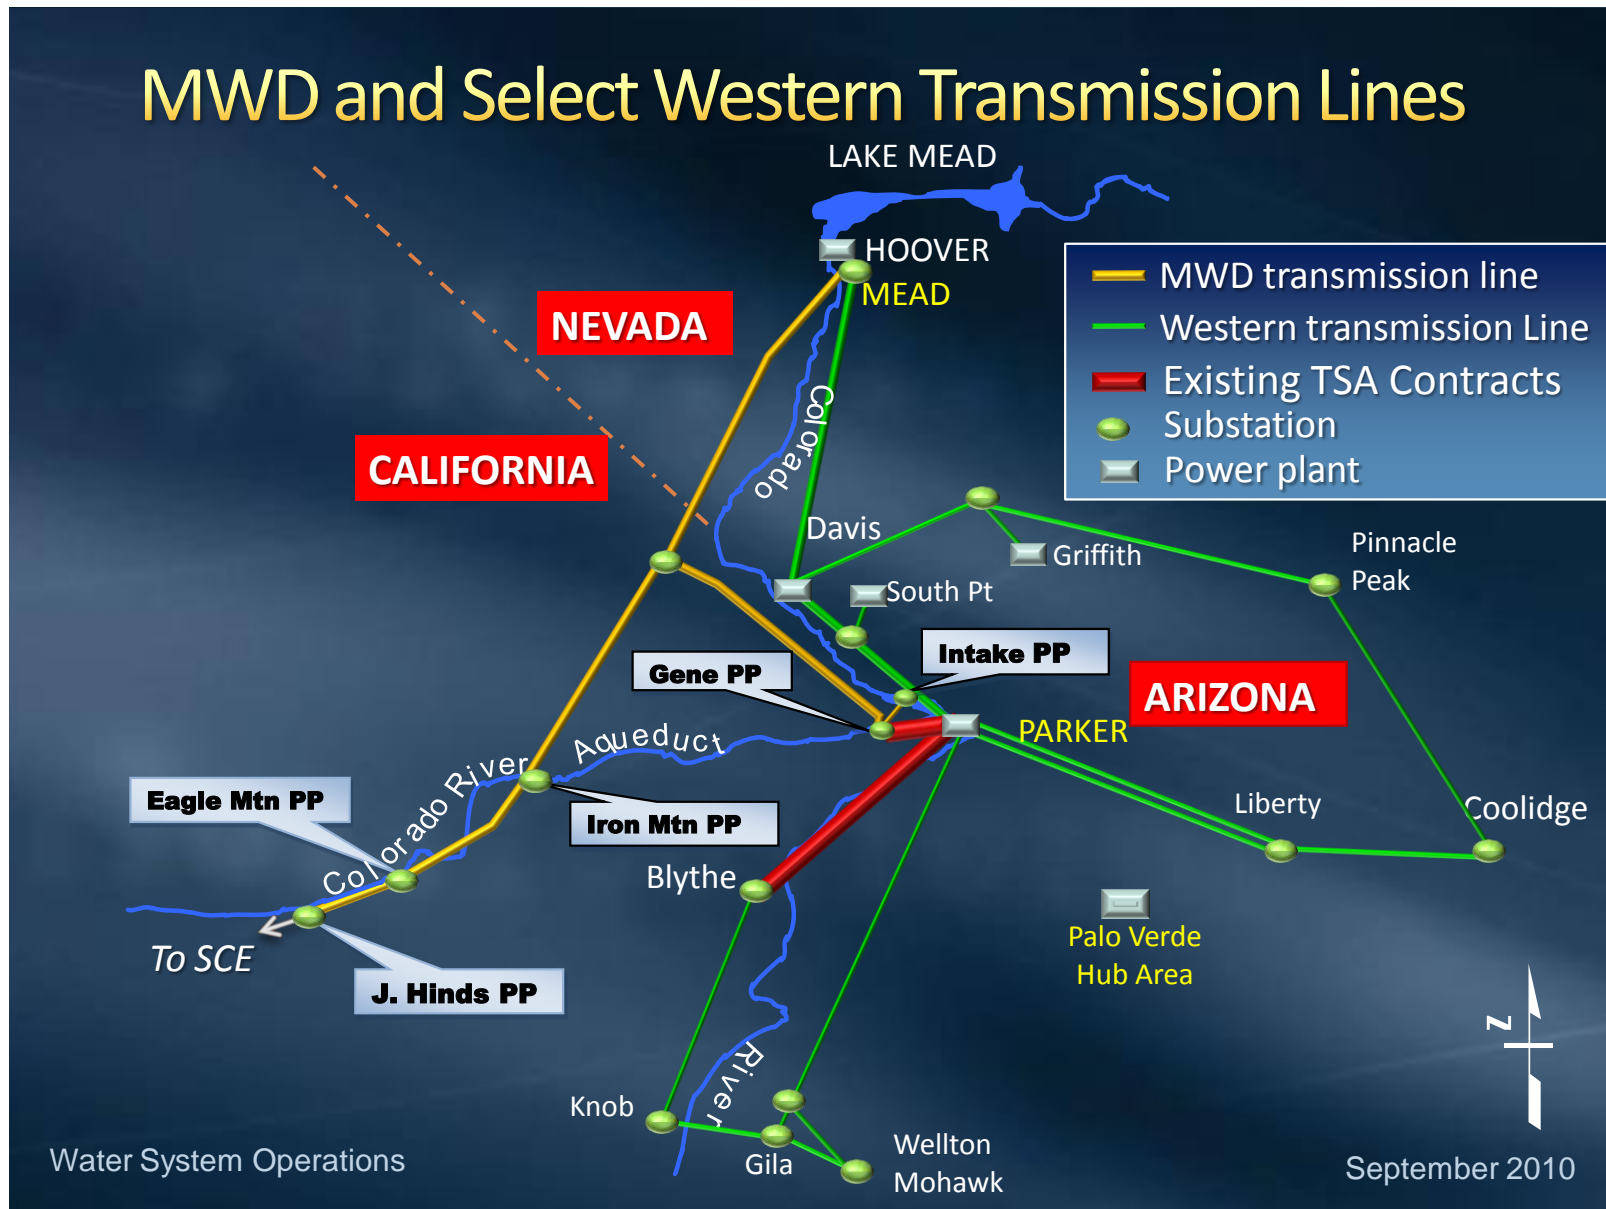 MWD and Select Western Transmission Lines
LAKE MEAD
HOOVER
MEAD
MWD transmission line
Western transmission Line
Existing TSA Contracts
Substation
Power plant
NEVADA
CALIFORNIA
Colorado
Davis
Griffith
Pinnacle
Peak
South Pt
Intake PP
Gene PP
ARIZONA
PARKER
Colorado River Aqueduct
Eagle Mtn PP
Iron Mtn PP
Liberty
Coolidge
Blythe
To SCE
J. Hinds PP
Palo Verde
Hub Area
N
River
Knob
Gila
Wellton
Mohawk
Water System Operations
September 2010